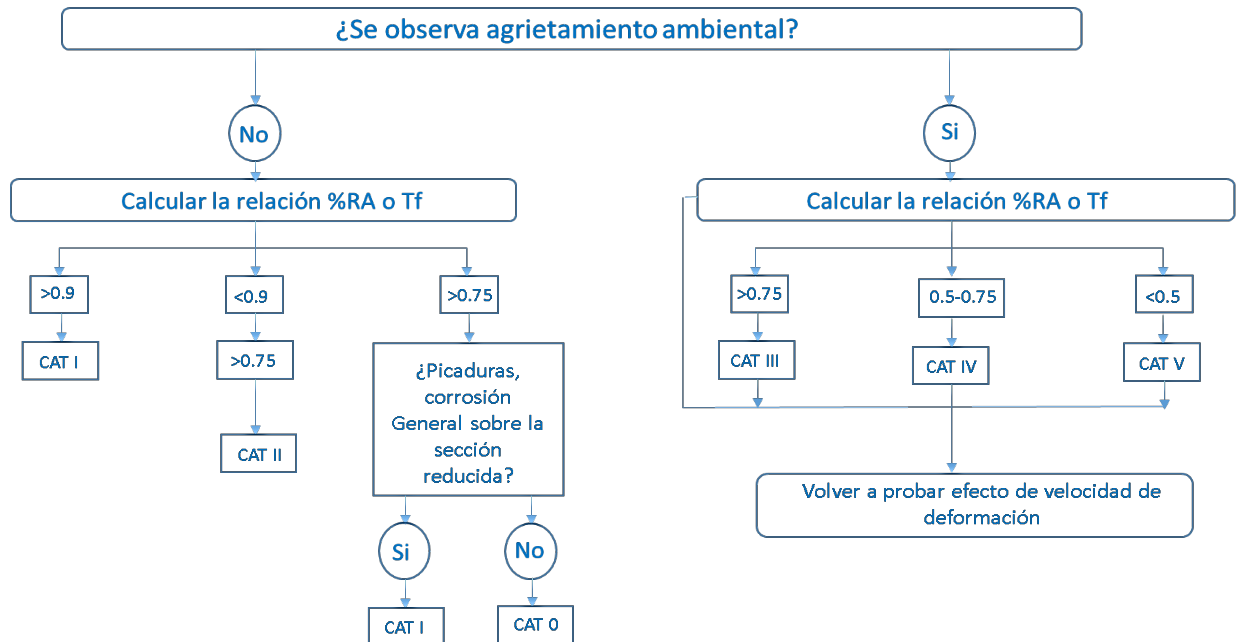 ¿Se observa agrietamiento ambiental?
No
Si
Calcular la relación %RA o Tf
Calcular la relación %RA o Tf
>0.9
<0.9
>0.75
>0.75
0.5-0.75
<0.5
CAT I
>0.75
¿Picaduras,
corrosión
General sobre la
sección
reducida?
CAT III
CAT IV
CAT V
CAT II
Volver a probar efecto de velocidad de
deformación
Si
No
CAT I
CAT 0